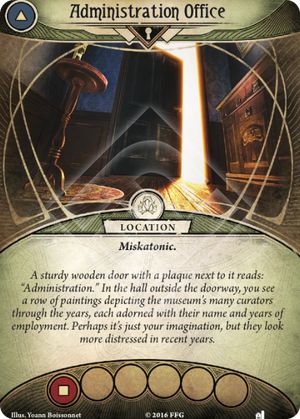 Administration Office
LOCATION
Miskatonic.
A sturdy wooden door with a plaque next to it reads:
“Administration.” In the hall outside the doorway, you see
a row of paintings depicting the museum’s many curators
through the years, each adorned with their name and years of
employment. Perhaps it’s just your imagination, but they look
more distressed in recent years.
Illus. Yoann Boissonnet
© 2016 FFG